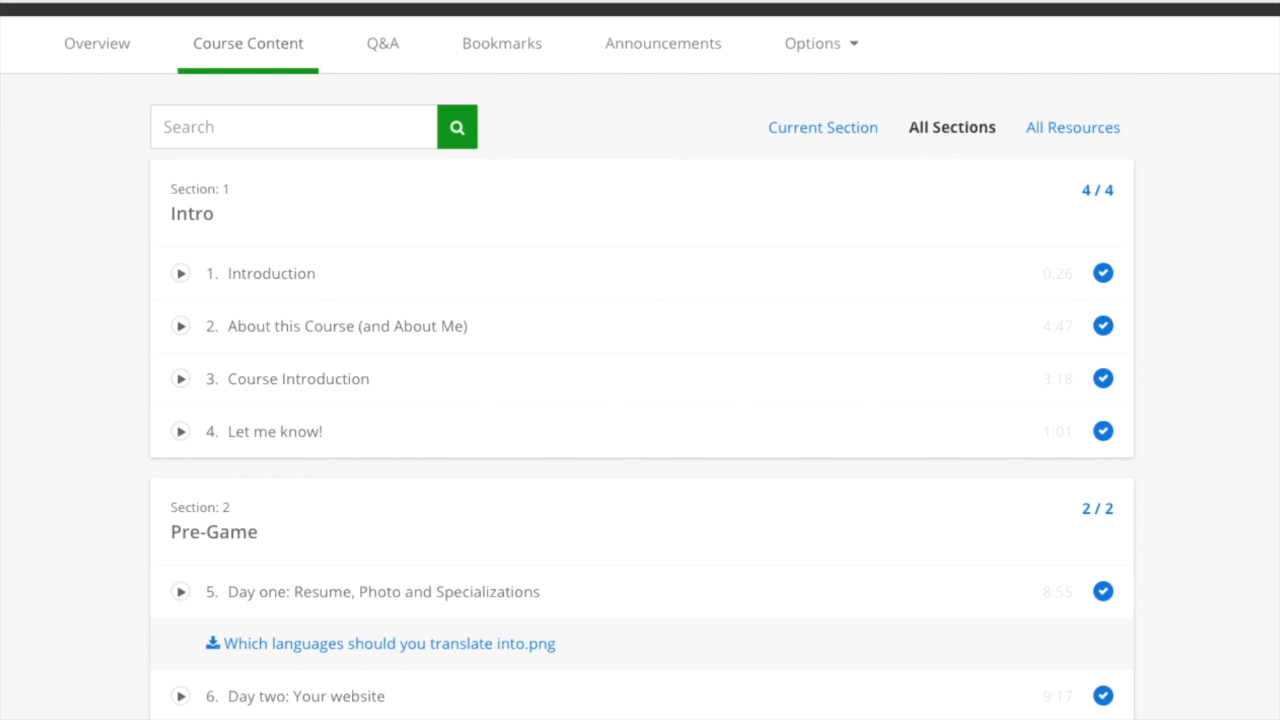 Overview Course Content Q&A Bookmarks Announcements Options
Search Current Section All Sections All Resources
Section: 1 4 / 4
Intro
1. Introduction 0:26
2. About this Course (and About Me) 4:47
3. Course Introduction 3:18
4. Let me know! 1:01
Section: 2 2 / 2
Pre-Game
5. Day one: Resume, Photo and Specializations 8:55
Which languages should you translate into.png
6. Day two: Your website 9:17